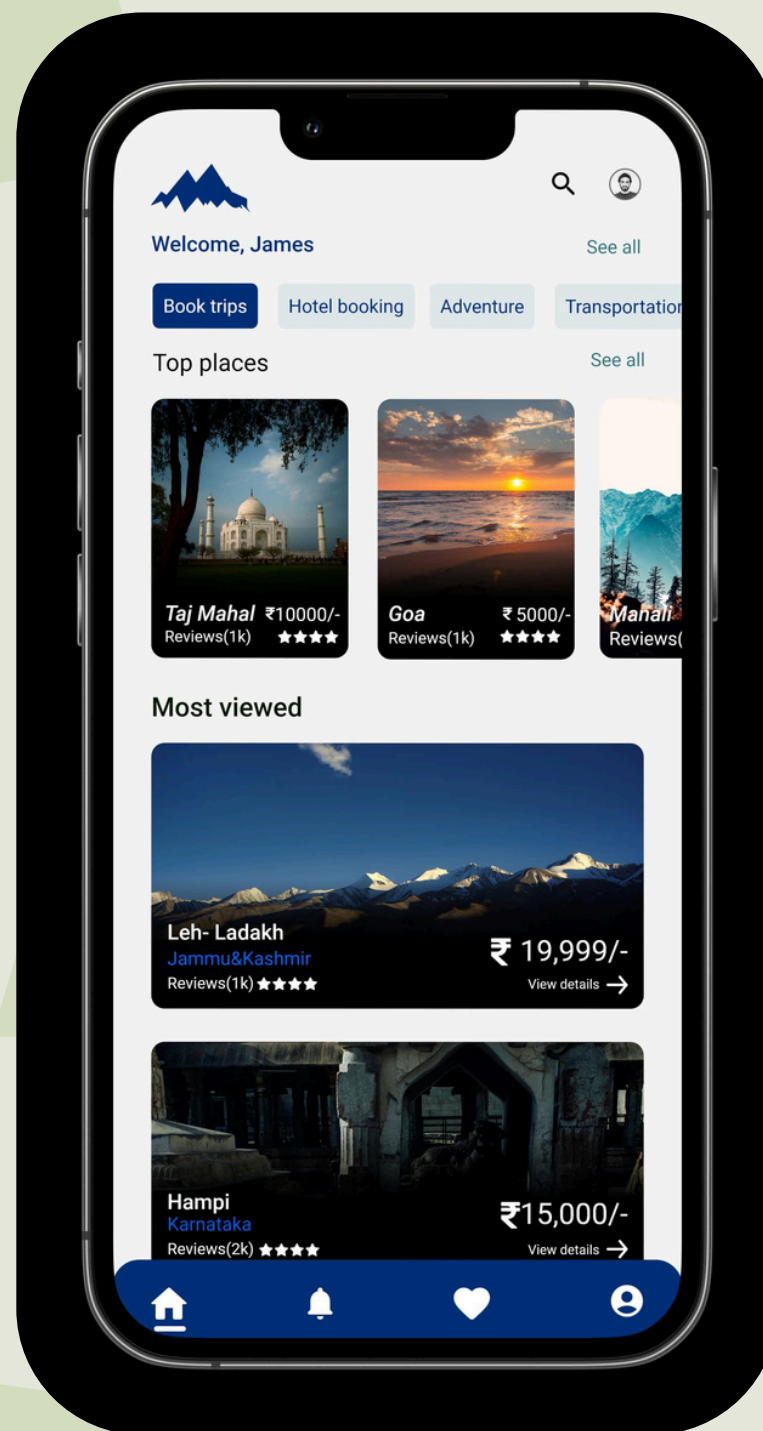 Welcome, James
See all
Book trips Hotel booking Adventure Transportation
Top places
See all
Taj Mahal ₹10000/-
Reviews(1k)
Goa ₹5000/-
Reviews(1k)
Manali
Reviews(
Most viewed
Leh- Ladakh
Jammu&Kashmir
Reviews(1k)
₹ 19,999/-
View details
Hampi
Karnataka
Reviews(2k)
₹15,000/-
View details